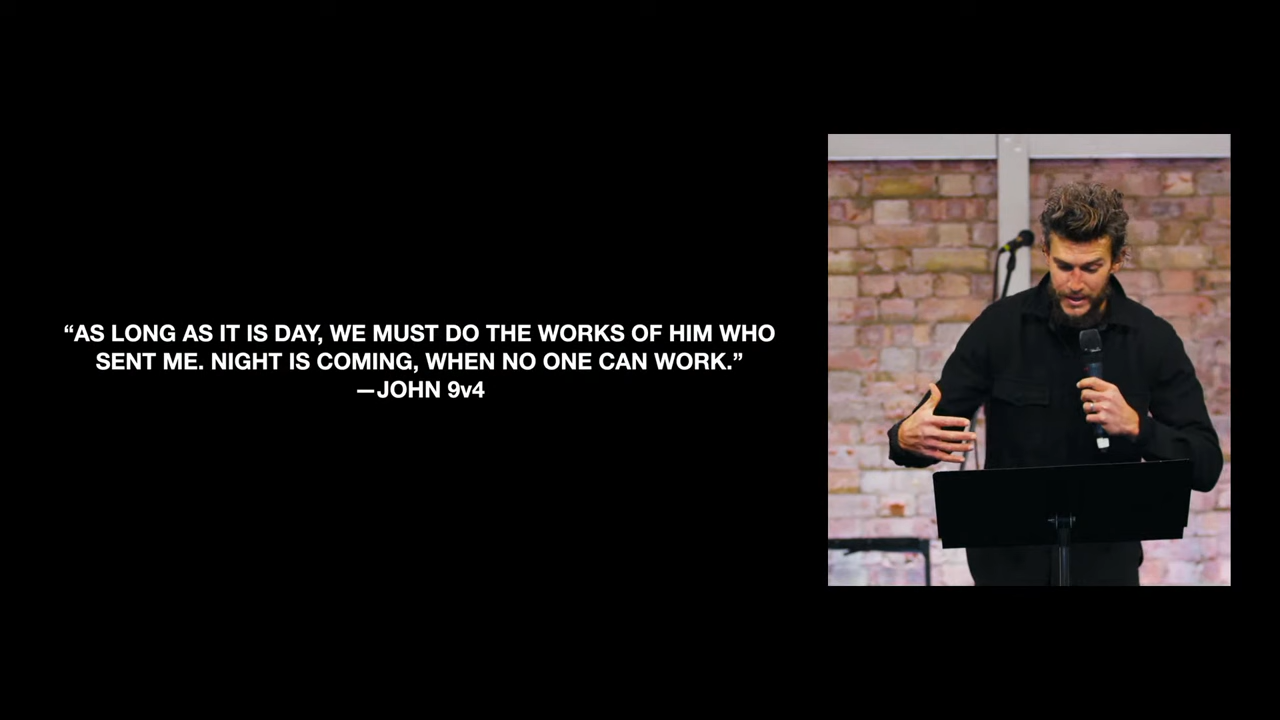 “AS LONG AS IT IS DAY, WE MUST DO THE WORKS OF HIM WHO
SENT ME. NIGHT IS COMING, WHEN NO ONE CAN WORK.”
—JOHN 9v4